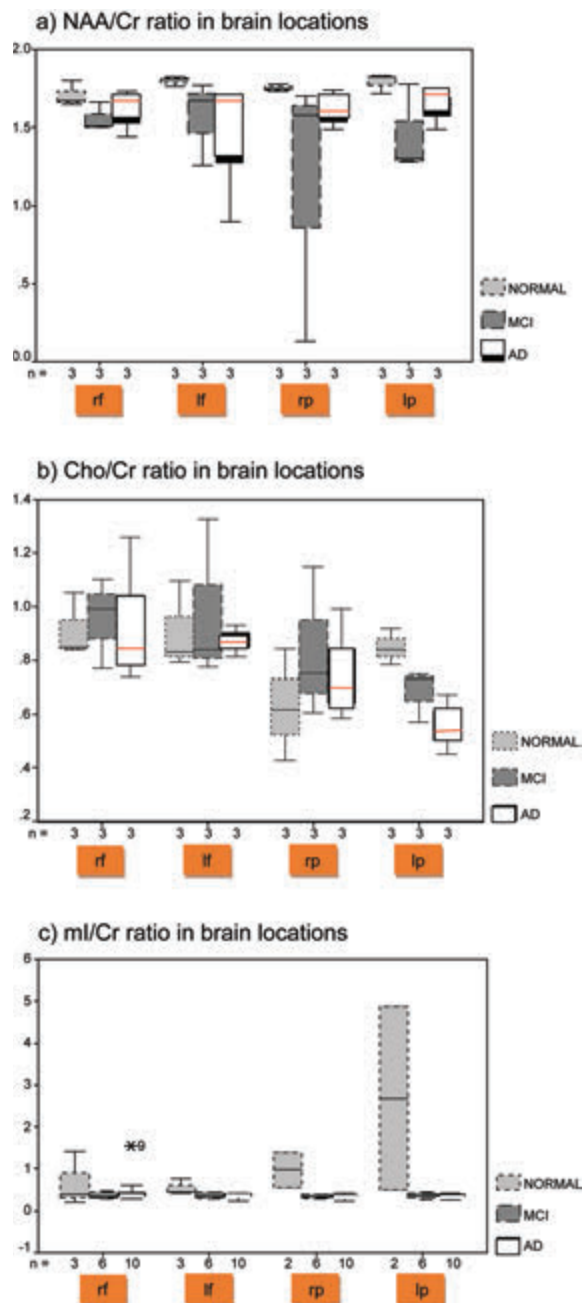 a) NAA/Cr ratio in brain locations
2.0
1.5
1.0
.5
0.0
NORMAL
MCI
AD
n = 3 3 3 3 3 3 3 3 3 3 3 3
rf lf rp lp
b) Cho/Cr ratio in brain locations
1.4
1.2
1.0
.8
.6
.4
.2
NORMAL
MCI
AD
n = 3 3 3 3 3 3 3 3 3 3 3 3
rf lf rp lp
c) mI/Cr ratio in brain locations
6
5
4
3
2
9
1
0
-1
NORMAL
MCI
AD
n = 3 6 10 3 6 10 2 6 10 2 6 10
rf lf rp lp